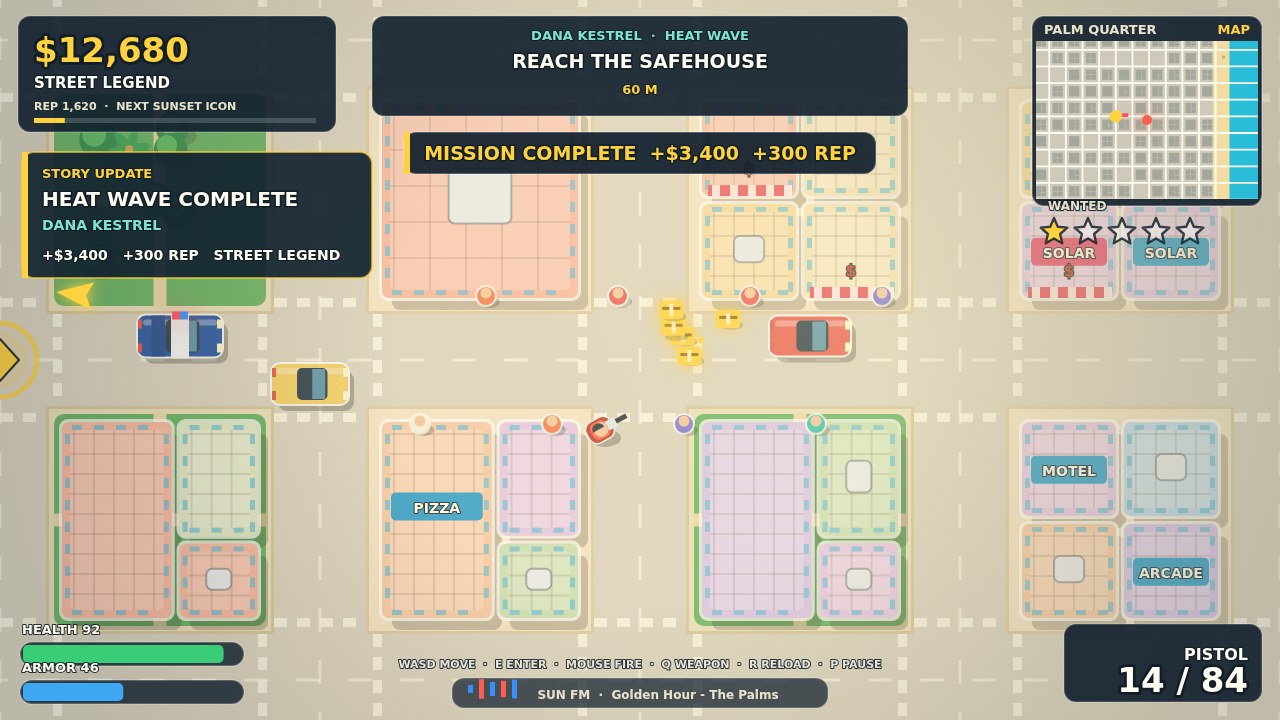 $12,680
STREET LEGEND
REP 1,620 · NEXT SUNSET ICON
DANA KESTREL · HEAT WAVE
REACH THE SAFEHOUSE
60 M
PALM QUARTER MAP
MISSION COMPLETE +$3,400 +300 REP
STORY UPDATE
HEAT WAVE COMPLETE
DANA KESTREL
+$3,400 +300 REP STREET LEGEND
WANTED
SOLAR SOLAR
$
$
PIZZA
MOTEL
ARCADE
HEALTH 92
ARMOR 46
WASD MOVE · E ENTER · MOUSE FIRE · Q WEAPON · R RELOAD · P PAUSE
SUN FM · Golden Hour - The Palms
PISTOL
14 / 84